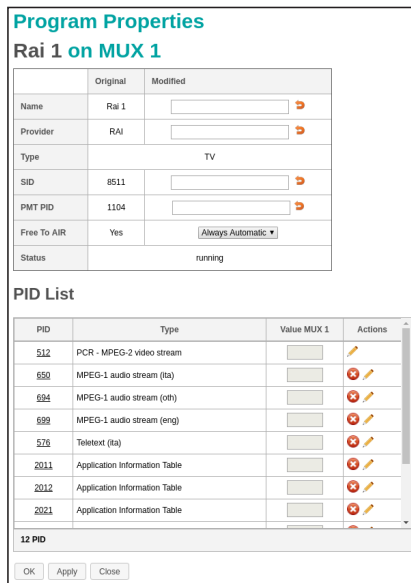 Program Properties
Rai 1 on MUX 1
Original Modified
Name Rai 1
Provider RAI
Type TV
SID 8511
PMT PID 1104
Free To AIR Yes Always Automatic
Status running
PID List
PID Type Value MUX 1 Actions
512 PCR - MPEG-2 video stream
650 MPEG-1 audio stream (ita)
694 MPEG-1 audio stream (oth)
699 MPEG-1 audio stream (eng)
576 Teletext (ita)
2011 Application Information Table
2012 Application Information Table
2021 Application Information Table
12 PID
OK Apply Close